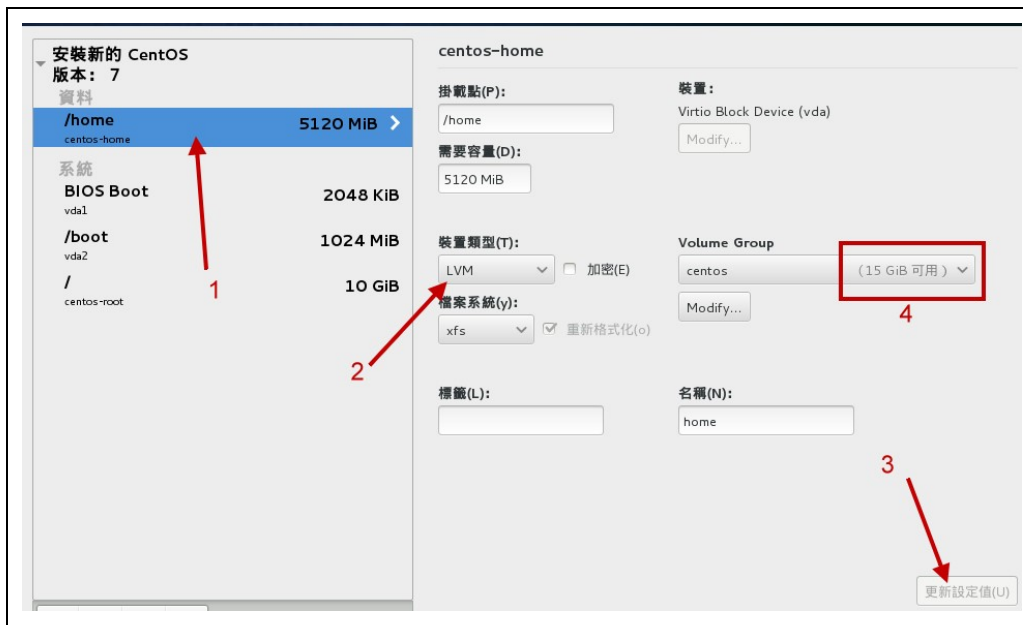 安裝新的 CentOS
版本： 7
資料
/home
5120 MiB
centos-home
系統
BIOS Boot
2048 KiB
vda1
/boot
1024 MiB
vda2
/
10 GiB
centos-root
1
centos-home
掛載點(P):
/home
裝置：
Virtio Block Device (vda)
Modify...
需要容量(D):
5120 MiB
裝置類型(T):
LVM
加密(E)
Volume Group
centos
(15 GiB 可用)
4
檔案系統(y):
xfs
重新格式化(o)
Modify...
2
標籤(L):
名稱(N):
home
3
更新設定值(U)